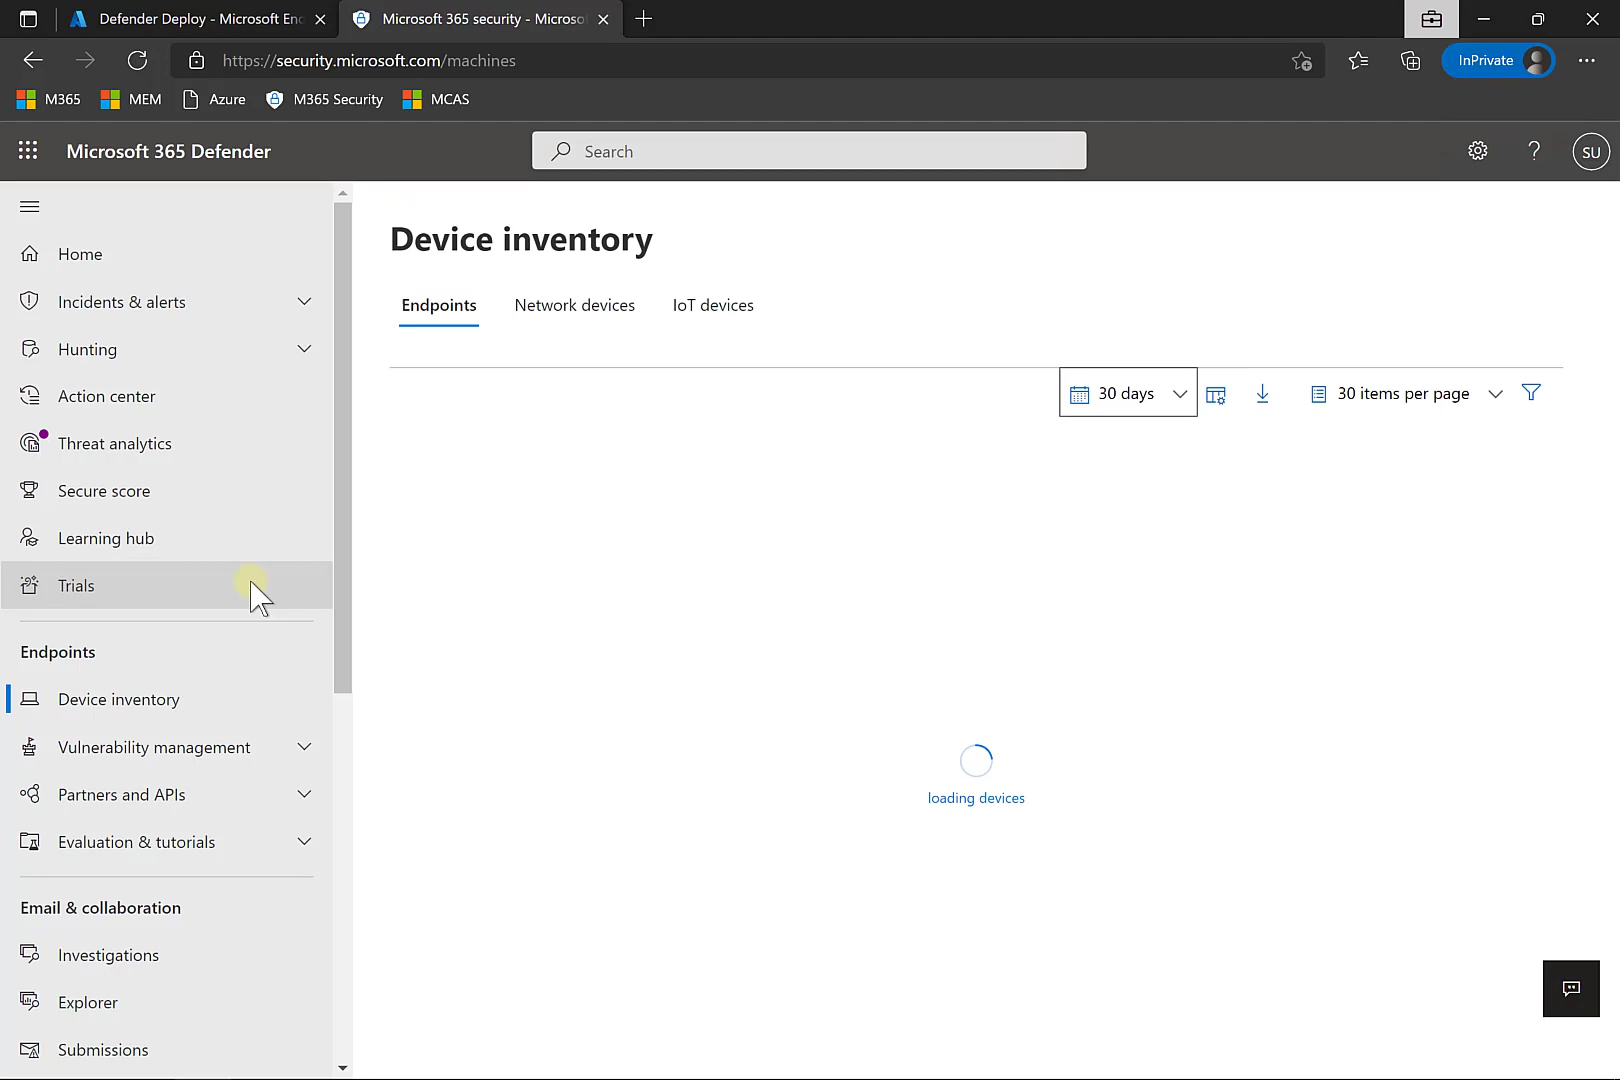 Defender Deploy - Microsoft En
Microsoft 365 security - Microso
https://security.microsoft.com/machines
InPrivate
M365
MEM
Azure
M365 Security
MCAS
Microsoft 365 Defender
Search
SU
Home
Incidents & alerts
Hunting
Action center
Threat analytics
Secure score
Learning hub
Trials
Endpoints
Device inventory
Vulnerability management
Partners and APIs
Evaluation & tutorials
Email & collaboration
Investigations
Explorer
Submissions
Device inventory
Endpoints
Network devices
IoT devices
30 days
30 items per page
loading devices